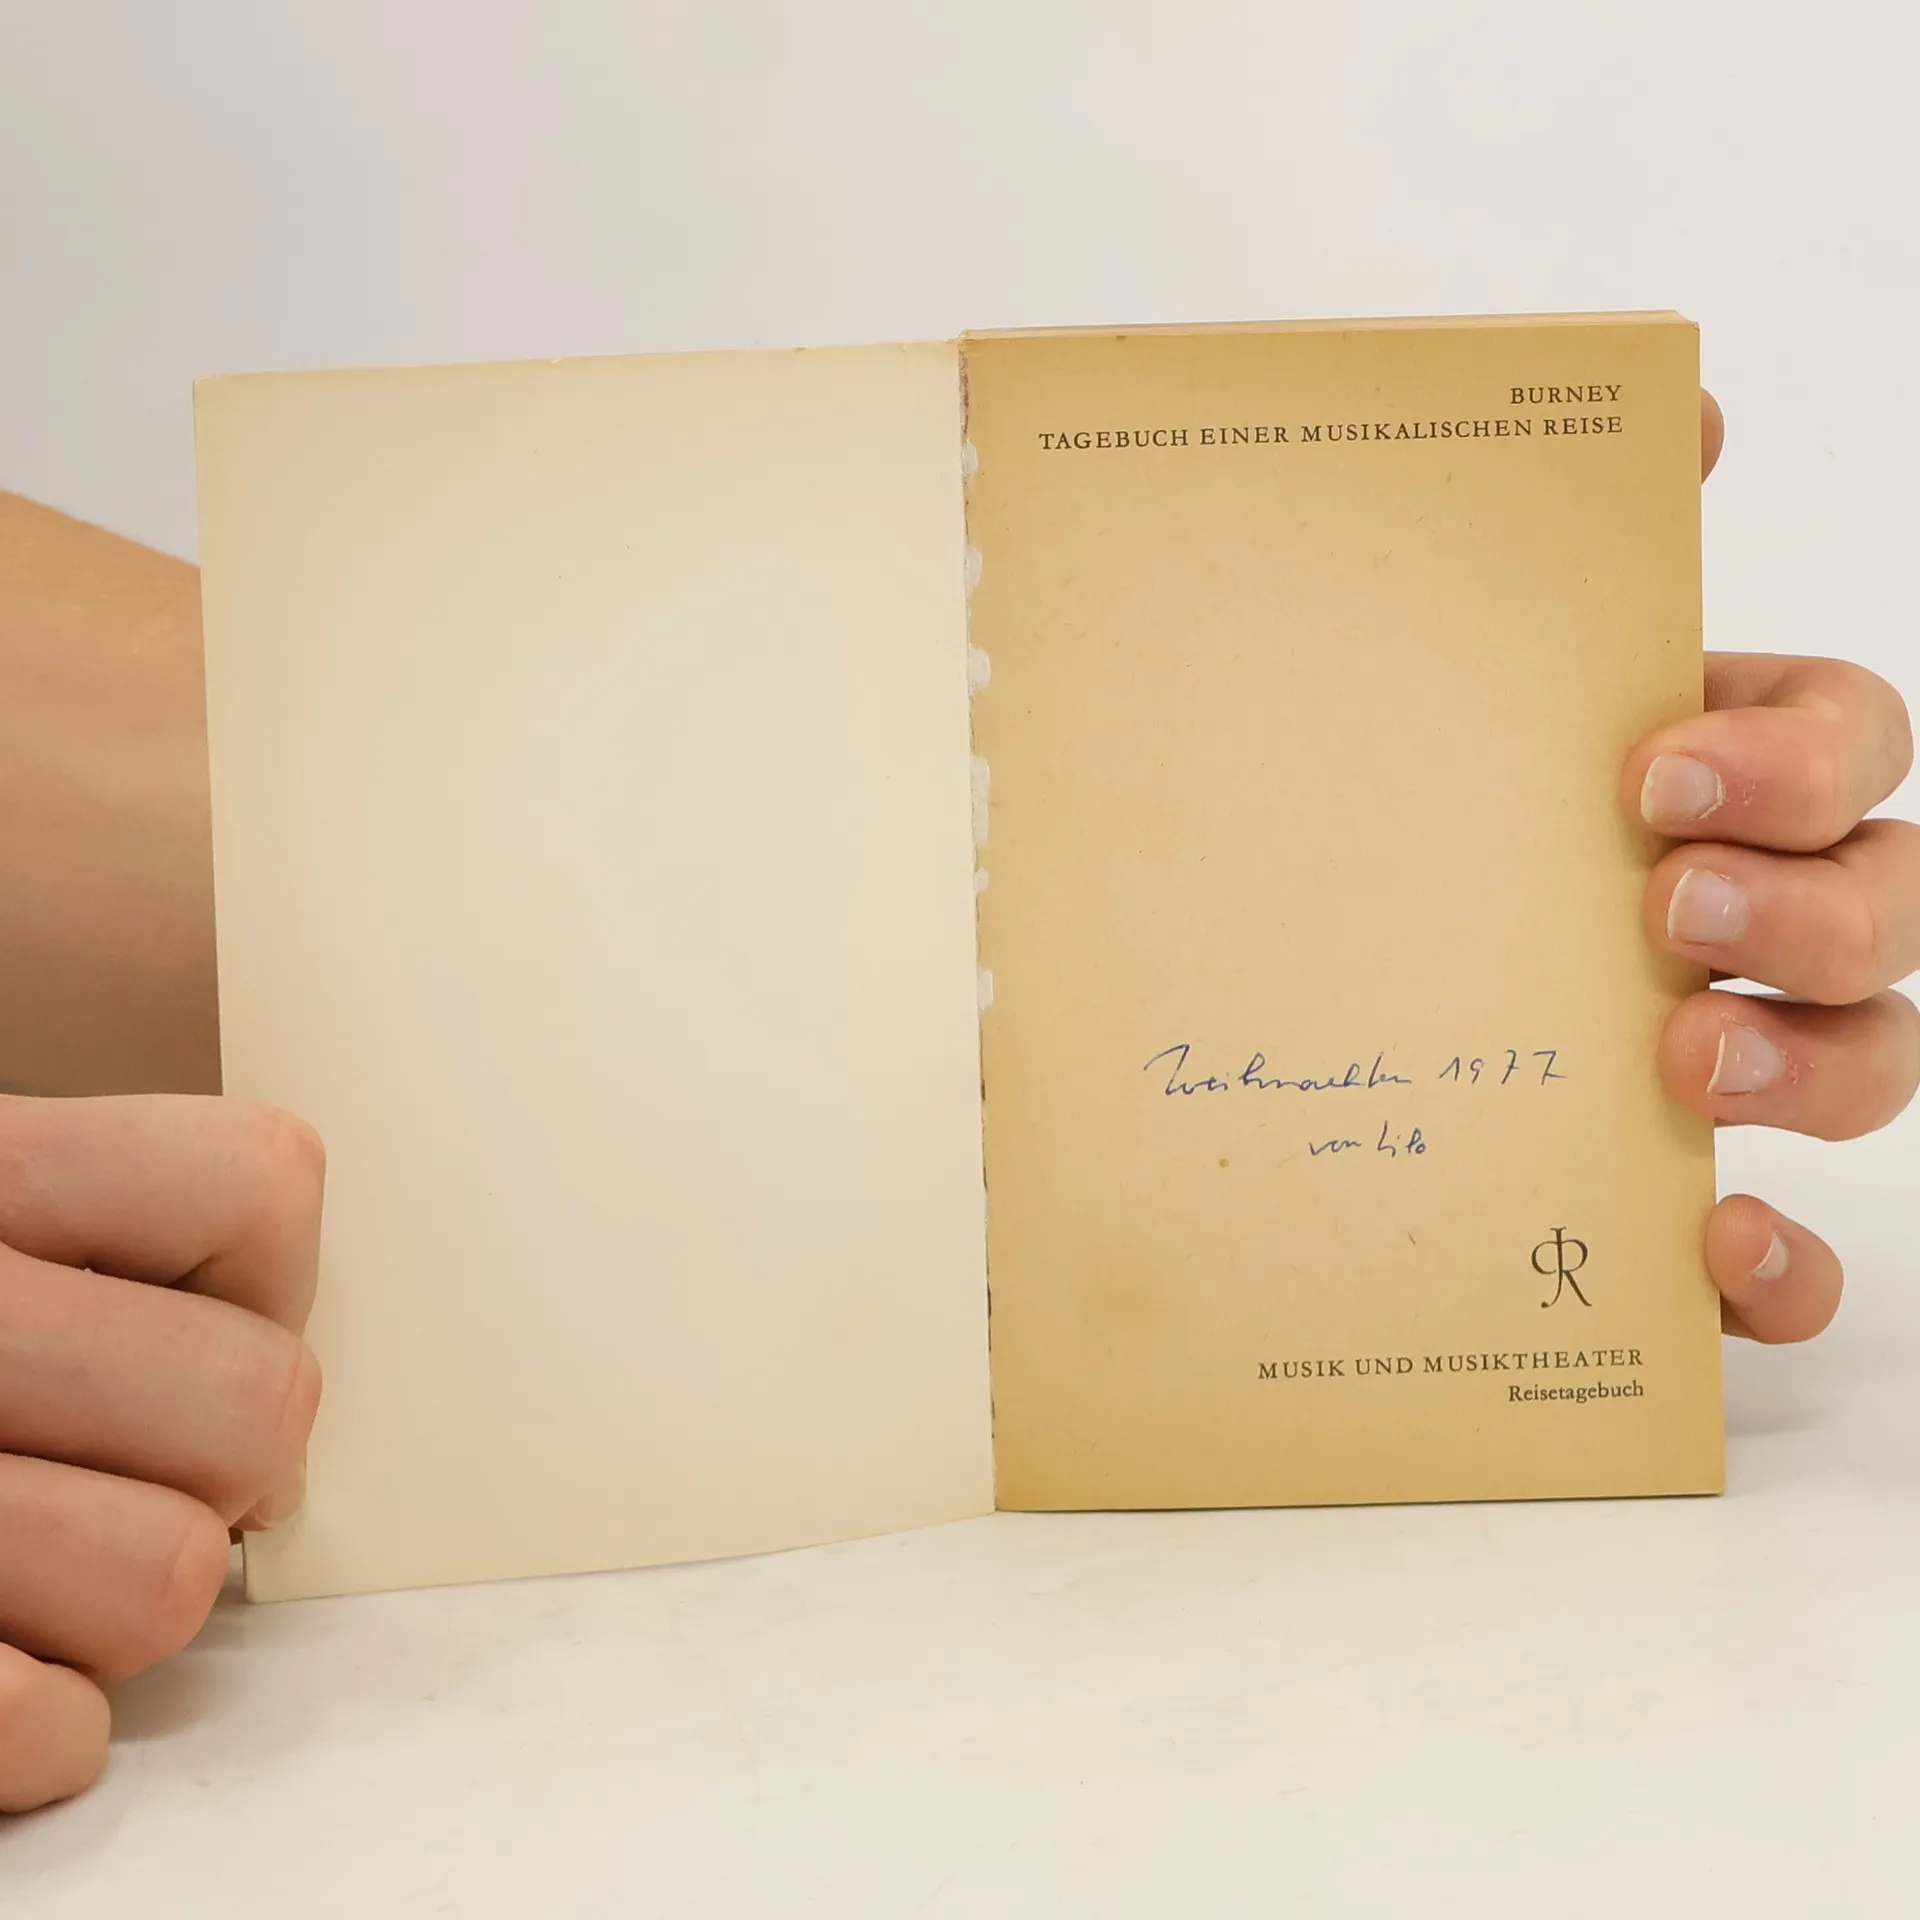 BURNEY
TAGEBUCH EINER MUSIKALISCHEN REISE
Weihnachten 1977
von Lilo
R
MUSIK UND MUSIKTHEATER
Reisetagebuch